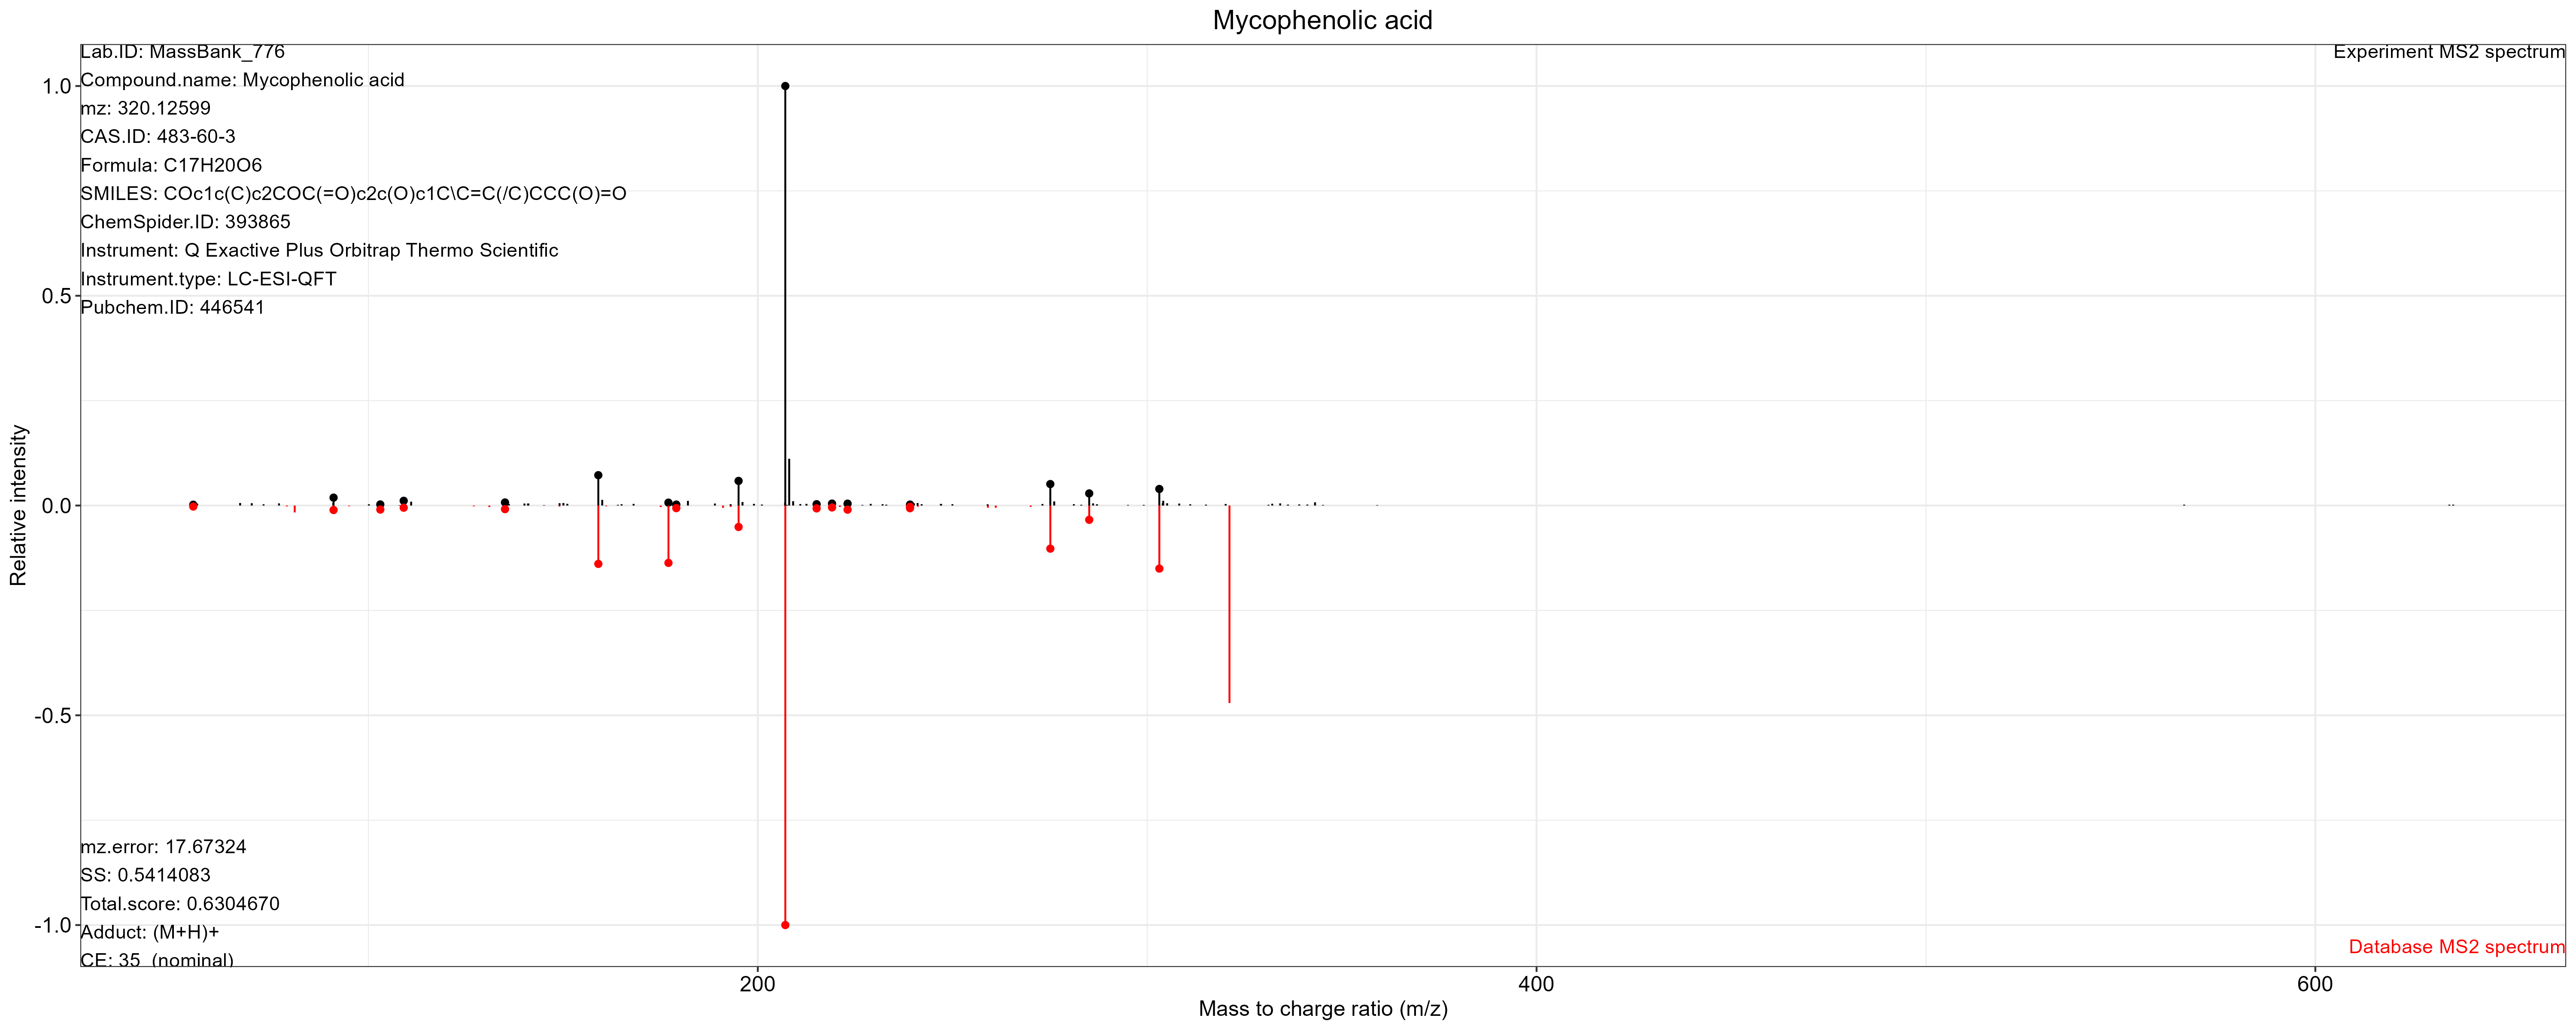 Mycophenolic acid
Lab.ID: MassBank_776
Experiment MS2 spectrum
Compound.name: Mycophenolic acid
mz: 320.12599
CAS.ID: 483-60-3
Formula: C17H20O6
SMILES: COc1c(C)c2COC(=O)c2c(O)c1C\C=C(/C)CCC(O)=O
ChemSpider.ID: 393865
Instrument: Q Exactive Plus Orbitrap Thermo Scientific
Instrument.type: LC-ESI-QFT
Pubchem.ID: 446541
1.0
0.5
0.0
-0.5
-1.0
Relative intensity
mz.error: 17.67324
SS: 0.5414083
Total.score: 0.6304670
Adduct: (M+H)+
CE: 35  (nominal)
Database MS2 spectrum
200
400
600
Mass to charge ratio (m/z)